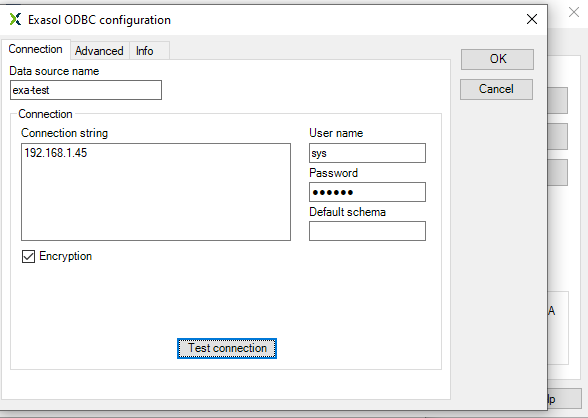 Exasol ODBC configuration
Connection Advanced Info
OK
Data source name
exa-test
Cancel
Connection
Connection string
192.168.1.45
User name
sys
Password
••••••
Default schema
Encryption
Test connection
A
lp